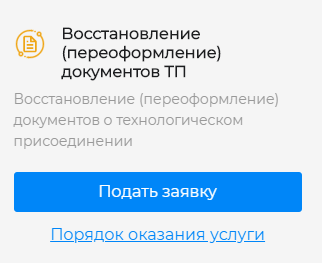 Восстановление
(переоформление)
документов ТП
Восстановление (переоформление)
документов о технологическом
присоединении
Подать заявку
Порядок оказания услуги